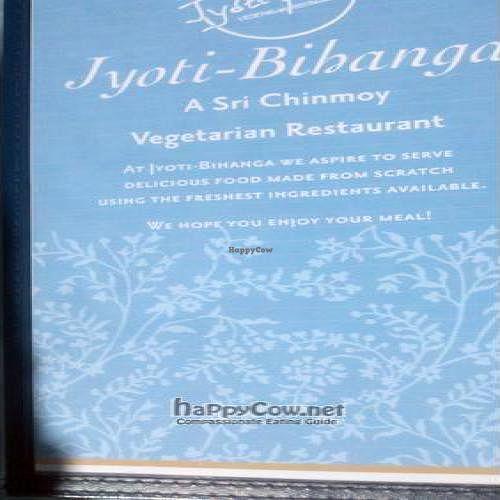 Jyoti-Bihanga
A Sri Chinmoy
Vegetarian Restaurant
AT JYOTI-BIHANGA WE ASPIRE TO SERVE
DELICIOUS FOOD MADE FROM SCRATCH
USING THE FRESHEST INGREDIENTS AVAILABLE.
WE HOPE YOU ENJOY YOUR MEAL!
HappyCow
HaPPyCow.net
Compassionate Eating Guide